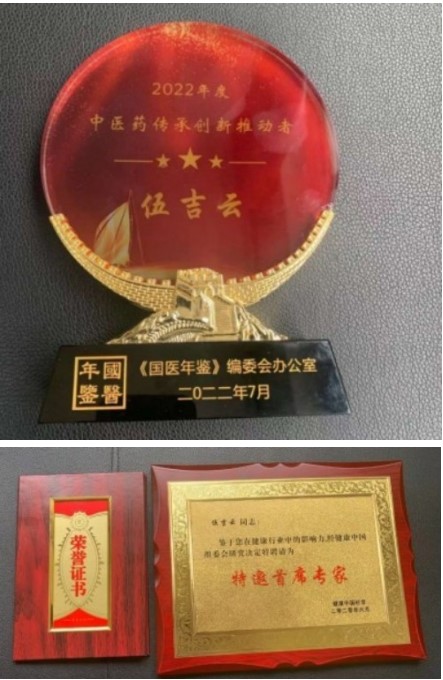 2022年度
中医药传承创新推动者
伍吉云
年國
鑒醫
《国医年鉴》编委会办公室
二〇二二年7月
荣誉证书
伍吉云 同志:
鉴于您在健康行业中的影响力,经健康中国
组委会研究决定特聘请为
特邀首席专家